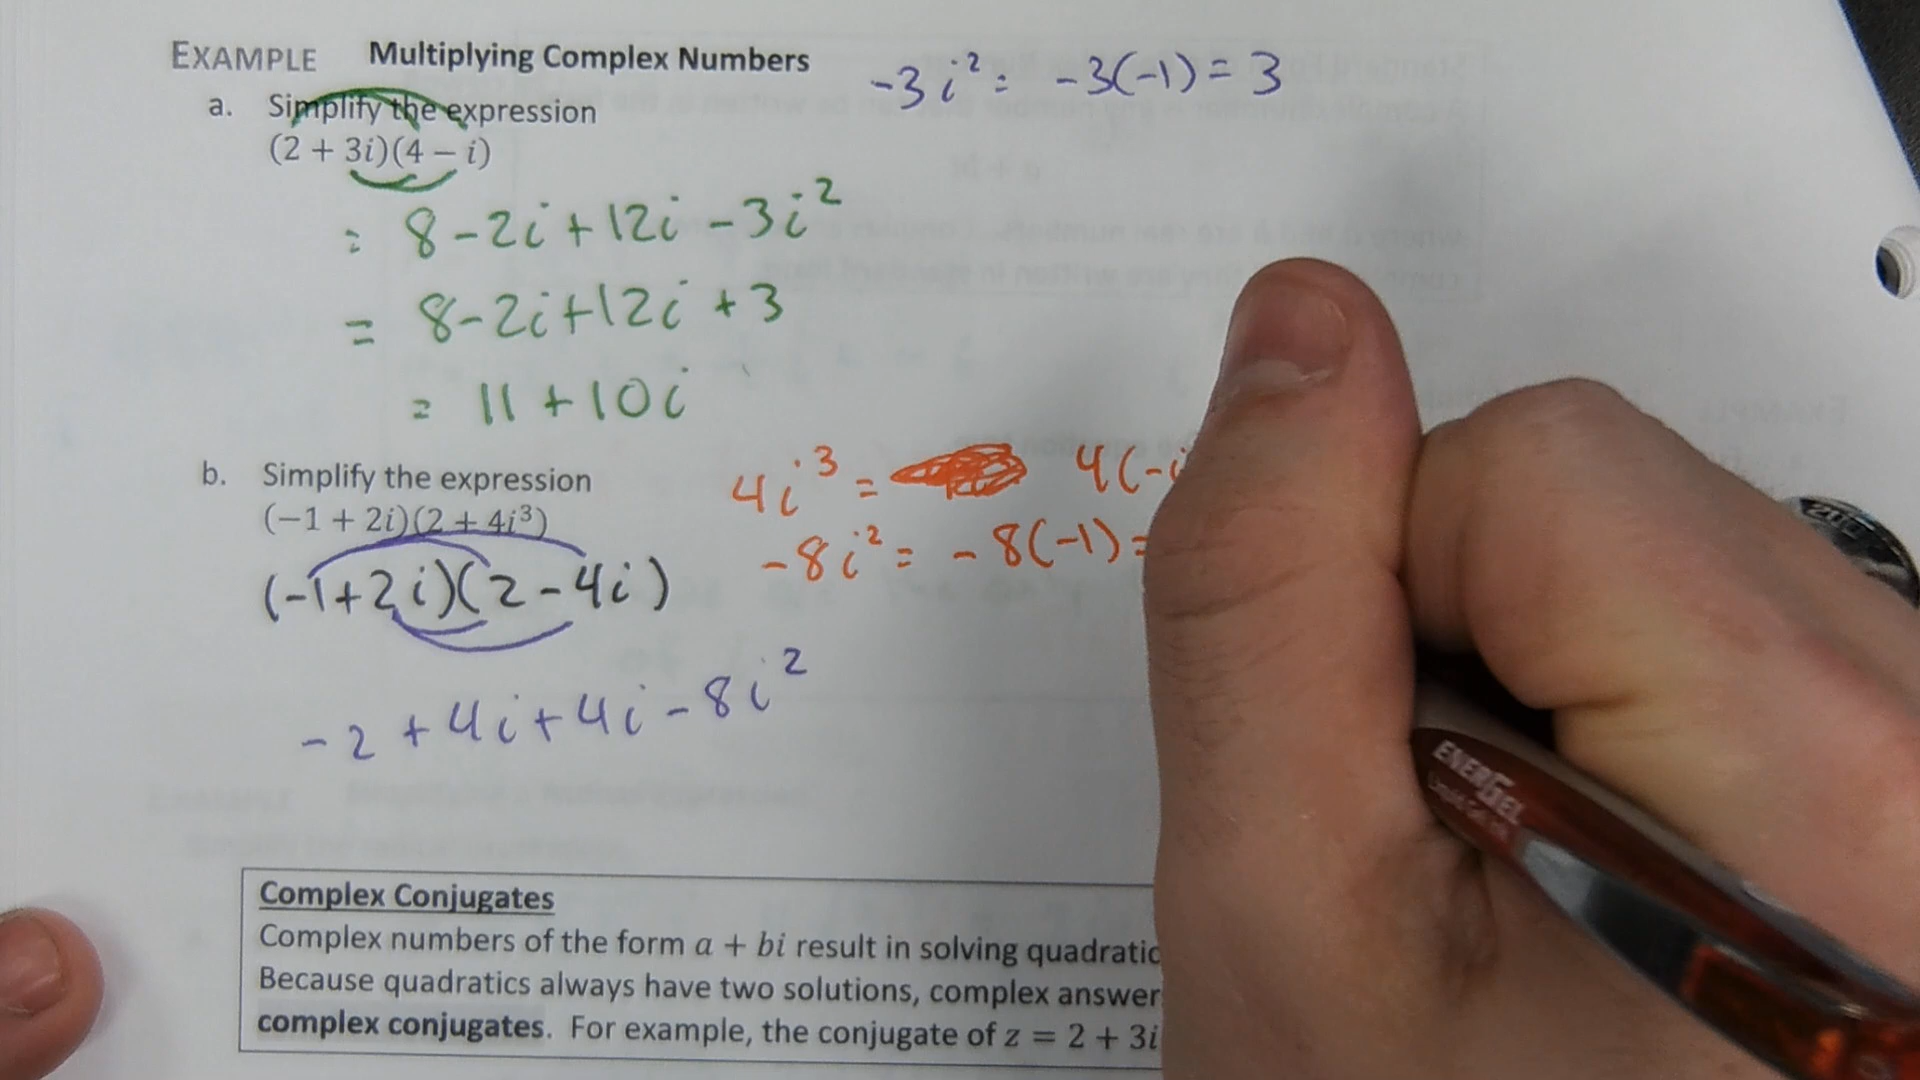 EXAMPLE Multiplying Complex Numbers
-3i² = -3(-1) = 3
a. Simplify the expression
(2 + 3i)(4 − i)
= 8-2i+12i-3i²
= 8-2i+12i+3
= 11+10i
b. Simplify the expression
(−1 + 2i)(2 + 4i³)
4i³ = 4(-i
-8i² = -8(-1) =
(-1+2i)(2-4i)
-2+4i+4i-8i²
Complex Conjugates
Complex numbers of the form a + bi result in solving quadratic
Because quadratics always have two solutions, complex answer
complex conjugates. For example, the conjugate of z = 2 + 3i
ENERGEL